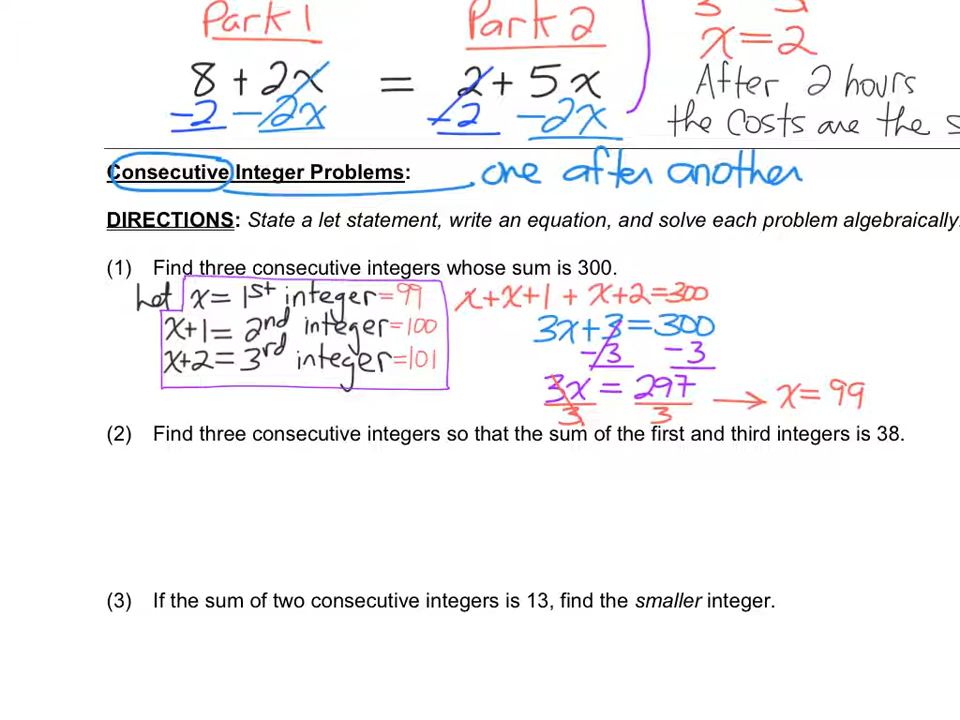 Park 1 Park 2
x=2
8 + 2x = 2 + 5x
-2 -2x -2 -2x
After 2 hours
the costs are the
Consecutive Integer Problems: one after another
DIRECTIONS: State a let statement, write an equation, and solve each problem algebraically.
(1) Find three consecutive integers whose sum is 300.
Let x = 1st integer = 99 x+x+1 + x+2=300
x+1 = 2nd integer = 100 3x+3=300
x+2 = 3rd integer = 101 -3 -3
3x = 297 → x = 99
3 3
(2) Find three consecutive integers so that the sum of the first and third integers is 38.
(3) If the sum of two consecutive integers is 13, find the smaller integer.